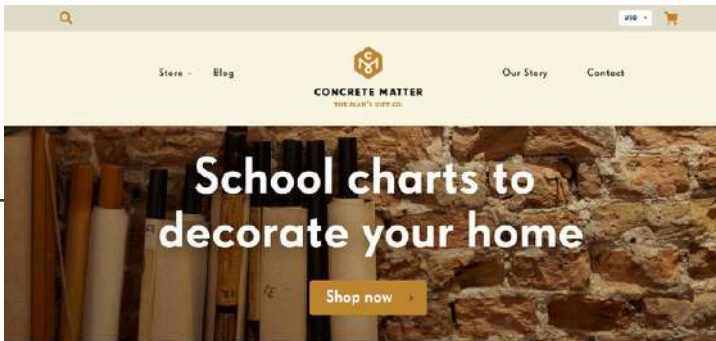 USD
Store
Blog
CONCRETE MATTER
THE MAN'S GIFT CO.
Our Story
Contact
School charts to
decorate your home
Shop now